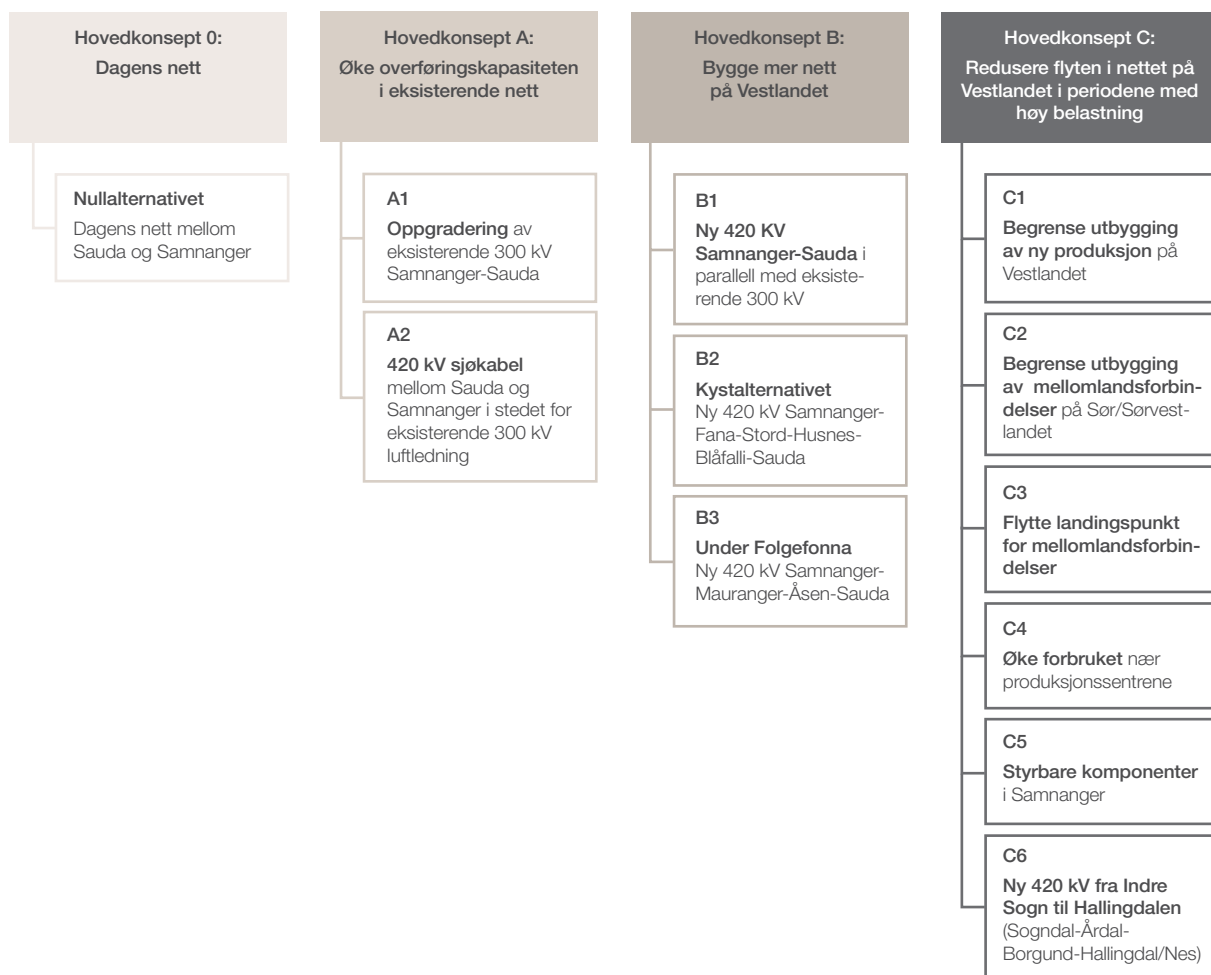 Hovedkonsept 0:
Dagens nett
Nullalternativet
Dagens nett mellom
Sauda og Samnanger
Hovedkonsept A:
Øke overføringskapasiteten
i eksisterende nett
A1
Oppgradering av
eksisterende 300 kV
Samnanger-Sauda
A2
420 kV sjøkabel
mellom Sauda og
Samnanger i stedet for
eksisterende 300 kV
luftledning
Hovedkonsept B:
Bygge mer nett
på Vestlandet
B1
Ny 420 KV
Samnanger-Sauda i
parallell med eksiste-
rende 300 kV
B2
Kystalternativet
Ny 420 kV Samnanger-
Fana-Stord-Husnes-
Blåfalli-Sauda
B3
Under Folgefonna
Ny 420 kV Samnanger-
Mauranger-Åsen-Sauda
Hovedkonsept C:
Redusere flyten i nettet på
Vestlandet i periodene med
høy belastning
C1
Begrense utbygging
av ny produksjon på
Vestlandet
C2
Begrense utbygging
av mellomlandsforbin-
delser på Sør/Sørvest-
landet
C3
Flytte landingspunkt
for mellomlandsforbin-
delser
C4
Øke forbruket nær
produksjonssentrene
C5
Styrbare komponenter
i Samnanger
C6
Ny 420 kV fra Indre
Sogn til Hallingdalen
(Sogndal-Årdal-
Borgund-Hallingdal/Nes)